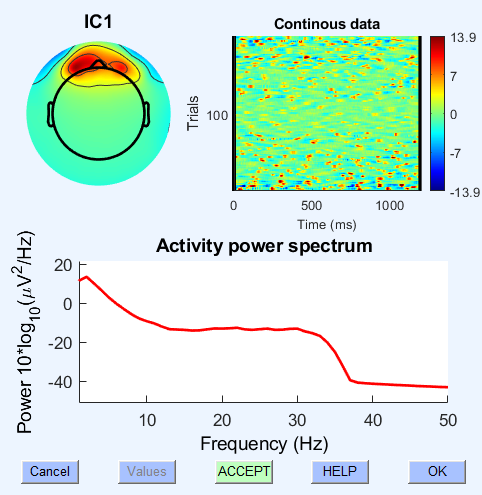 IC1
Continous data
Trials
100
13.9
7
0
-7
-13.9
0
500
1000
Time (ms)
Activity power spectrum
Power 10*log10(μV2/Hz)
20
0
-20
-40
10
20
30
40
50
Frequency (Hz)
Cancel
Values
ACCEPT
HELP
OK